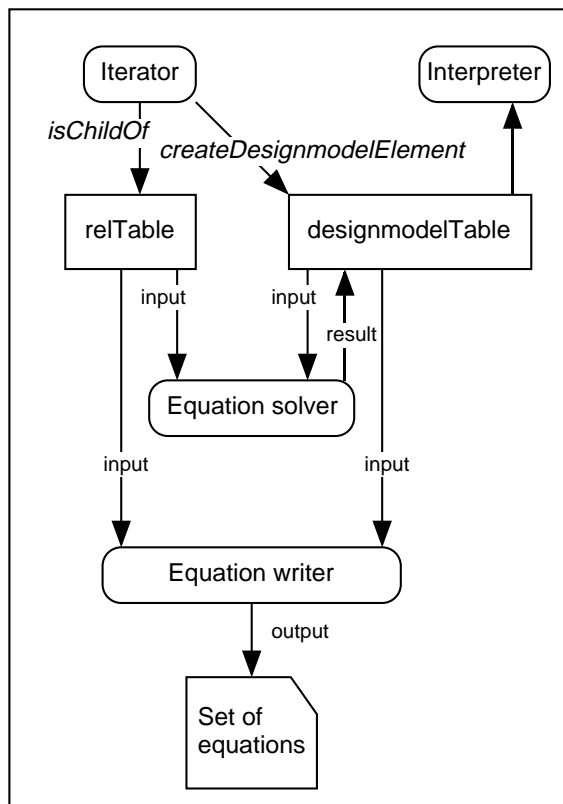 Iterator
Interpreter
isChildOf
createDesignmodelElement
relTable
designmodelTable
input
input
result
Equation solver
input
input
Equation writer
output
Set of
equations